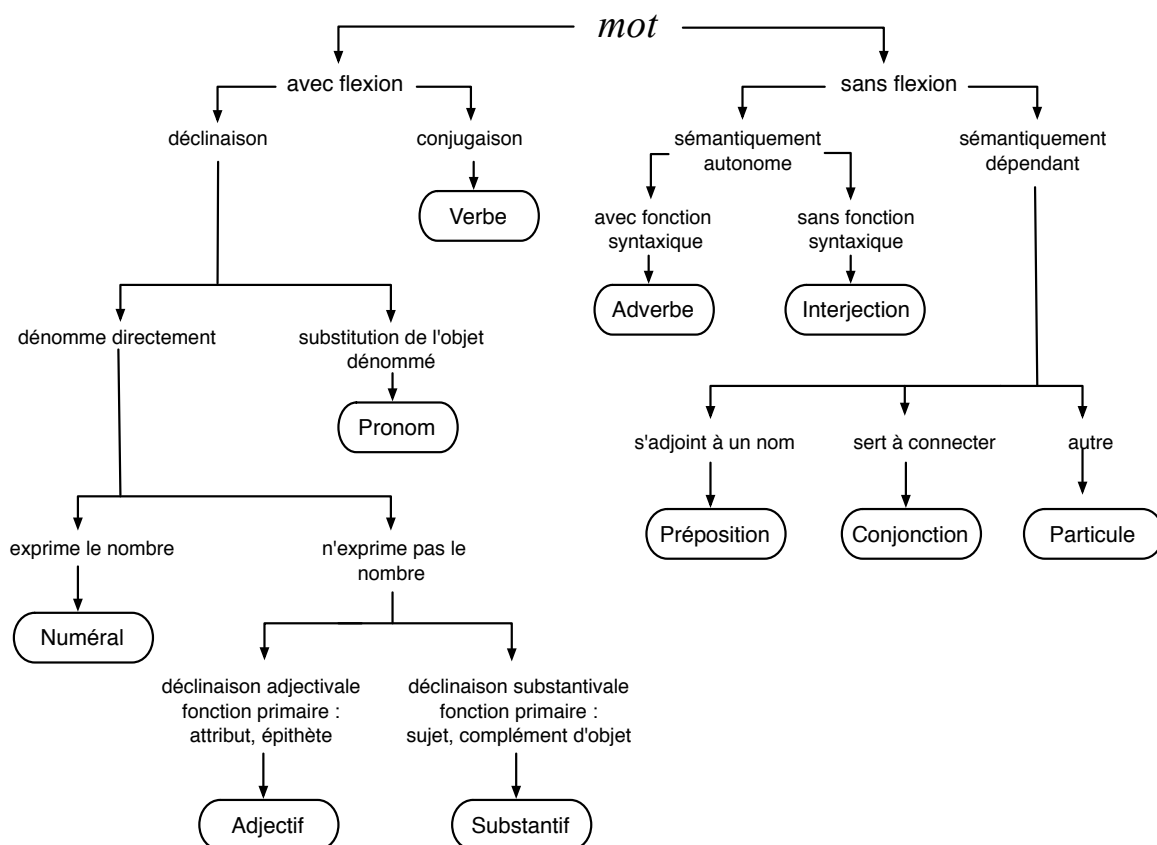 mot
avec flexion
sans flexion
déclinaison
conjugaison
sémantiquement
autonome
sémantiquement
dépendant
Verbe
avec fonction
syntaxique
sans fonction
syntaxique
Adverbe
Interjection
dénomme directement
substitution de l'objet
dénommé
Pronom
s'adjoint à un nom
sert à connecter
autre
Préposition
Conjonction
Particule
exprime le nombre
n'exprime pas le
nombre
Numéral
déclinaison adjectivale
fonction primaire :
attribut, épithète
déclinaison substantivale
fonction primaire :
sujet, complément d'objet
Adjectif
Substantif